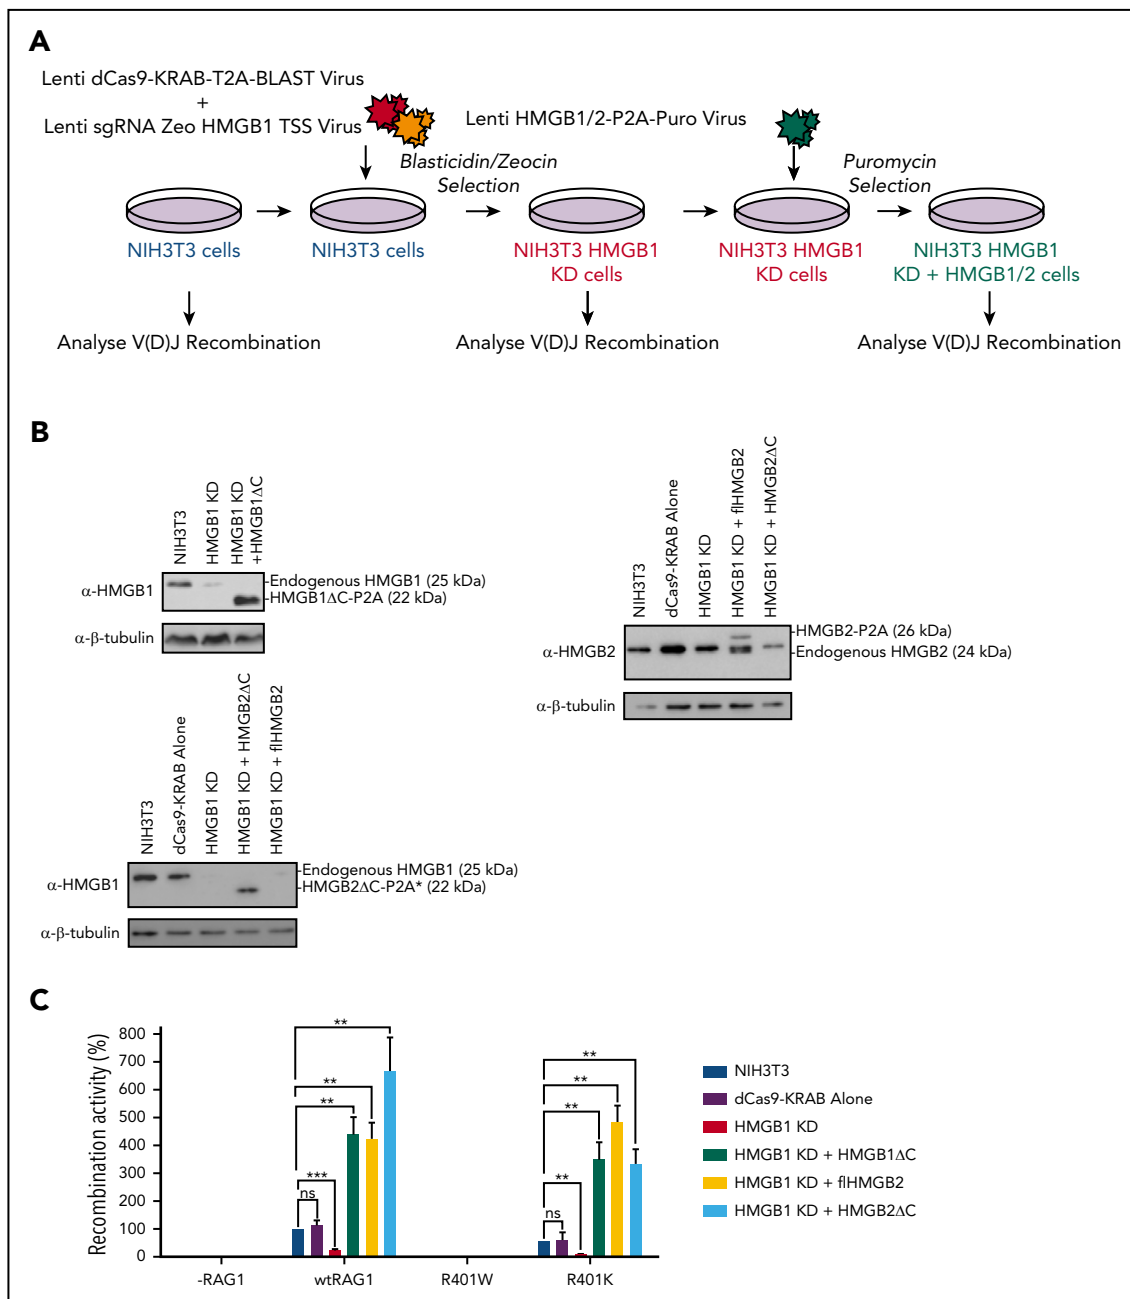 A
Lenti dCas9-KRAB-T2A-BLAST Virus
+
Lenti sgRNA Zeo HMGB1 TSS Virus
Lenti HMGB1/2-P2A-Puro Virus
Blasticidin/Zeocin
Selection
Puromycin
Selection
NIH3T3 cells
NIH3T3 cells
NIH3T3 HMGB1
KD cells
NIH3T3 HMGB1
KD cells
NIH3T3 HMGB1
KD + HMGB1/2 cells
Analyse V(D)J Recombination
Analyse V(D)J Recombination
Analyse V(D)J Recombination
B
NIH3T3
HMGB1 KD
HMGB1 KD
+HMGB1ΔC
α-HMGB1
-Endogenous HMGB1 (25 kDa)
-HMGB1ΔC-P2A (22 kDa)
α-β-tubulin
NIH3T3
dCas9-KRAB Alone
HMGB1 KD
HMGB1 KD + flHMGB2
HMGB1 KD + HMGB2ΔC
α-HMGB2
-HMGB2-P2A (26 kDa)
-Endogenous HMGB2 (24 kDa)
α-β-tubulin
NIH3T3
dCas9-KRAB Alone
HMGB1 KD
HMGB1 KD + HMGB2ΔC
HMGB1 KD + flHMGB2
α-HMGB1
-Endogenous HMGB1 (25 kDa)
-HMGB2ΔC-P2A* (22 kDa)
α-β-tubulin
C
Recombination activity (%)
800
700
600
500
400
300
200
100
0
**
**
**
***
ns
**
**
**
**
ns
-RAG1
wtRAG1
R401W
R401K
NIH3T3
dCas9-KRAB Alone
HMGB1 KD
HMGB1 KD + HMGB1ΔC
HMGB1 KD + flHMGB2
HMGB1 KD + HMGB2ΔC